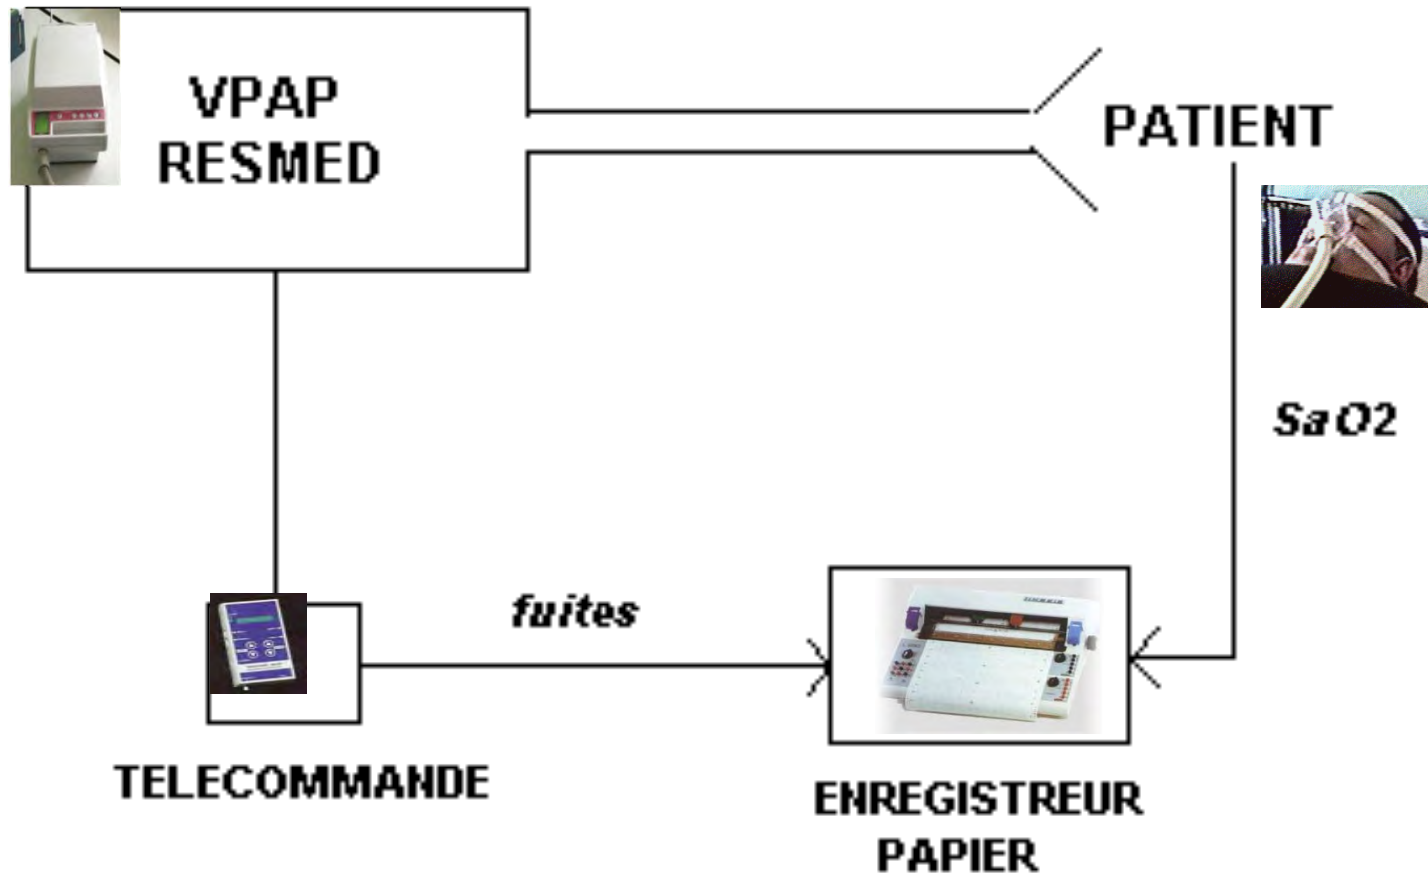 VPAP
RESMED
PATIENT
SaO2
fuites
TELECOMMANDE
ENREGISTREUR
PAPIER